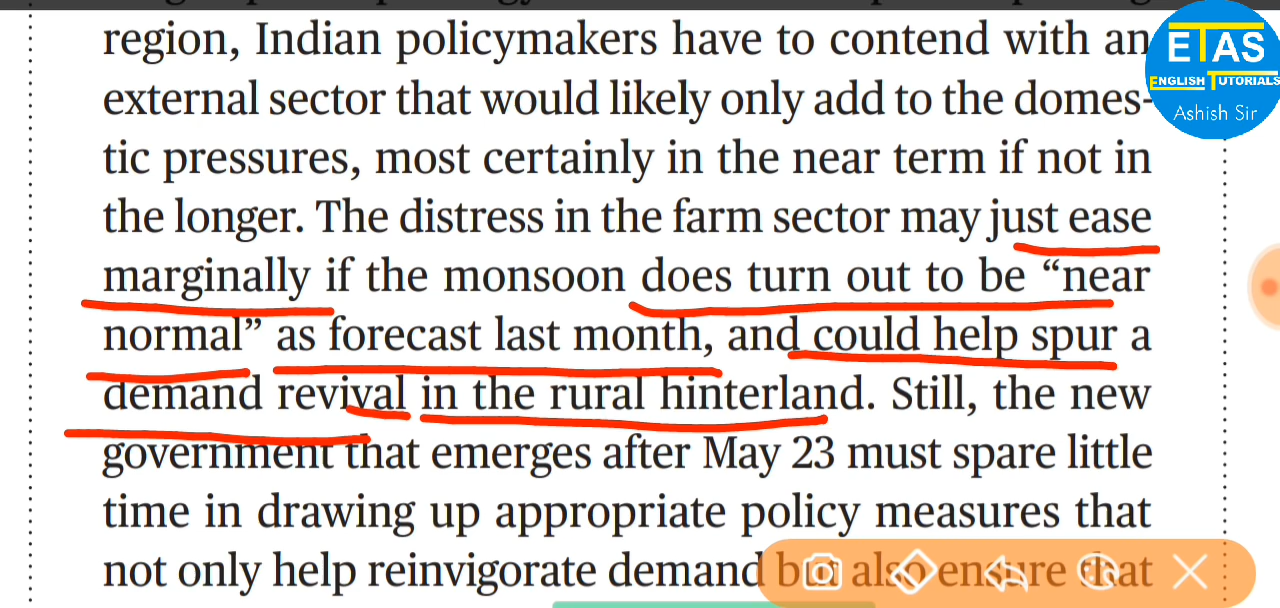 region, Indian policymakers have to contend with an
external sector that would likely only add to the domes-
tic pressures, most certainly in the near term if not in
the longer. The distress in the farm sector may just ease
marginally if the monsoon does turn out to be “near
normal” as forecast last month, and could help spur a
demand revival in the rural hinterland. Still, the new
government that emerges after May 23 must spare little
time in drawing up appropriate policy measures that
not only help reinvigorate demand but also ensure that
ETAS
ENGLISH TUTORIALS
Ashish Sir